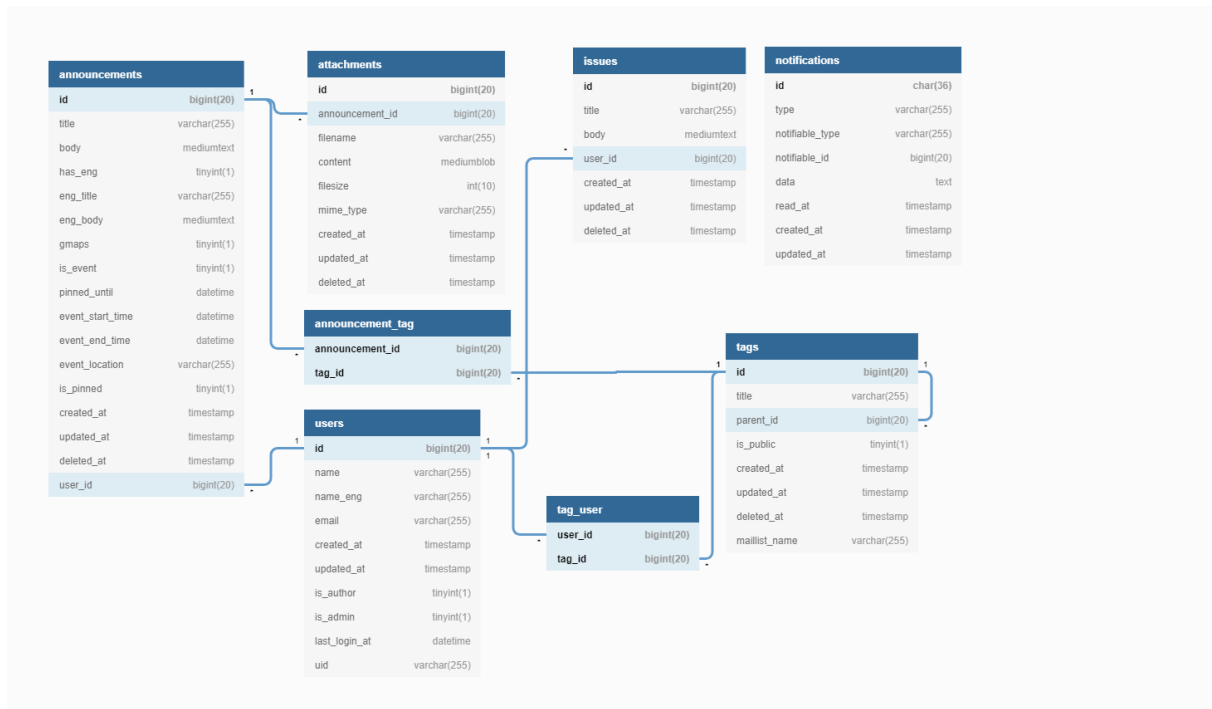 announcements
id bigint(20)
title varchar(255)
body mediumtext
has_eng tinyint(1)
eng_title varchar(255)
eng_body mediumtext
gmaps tinyint(1)
is_event tinyint(1)
pinned_until datetime
event_start_time datetime
event_end_time datetime
event_location varchar(255)
is_pinned tinyint(1)
created_at timestamp
updated_at timestamp
deleted_at timestamp
user_id bigint(20)
1
attachments
id bigint(20)
announcement_id bigint(20)
filename varchar(255)
content mediumblob
filesize int(10)
mime_type varchar(255)
created_at timestamp
updated_at timestamp
deleted_at timestamp
announcement_tag
announcement_id bigint(20)
tag_id bigint(20)
users
1 id bigint(20) 1
1
name varchar(255)
name_eng varchar(255)
email varchar(255)
created_at timestamp
updated_at timestamp
is_author tinyint(1)
is_admin tinyint(1)
last_login_at datetime
uid varchar(255)
issues
id bigint(20)
title varchar(255)
body mediumtext
user_id bigint(20)
created_at timestamp
updated_at timestamp
deleted_at timestamp
notifications
id char(36)
type varchar(255)
notifiable_type varchar(255)
notifiable_id bigint(20)
data text
read_at timestamp
created_at timestamp
updated_at timestamp
tag_user
user_id bigint(20)
tag_id bigint(20)
tags
1 id bigint(20) 1
title varchar(255)
parent_id bigint(20)
is_public tinyint(1)
created_at timestamp
updated_at timestamp
deleted_at timestamp
maillist_name varchar(255)